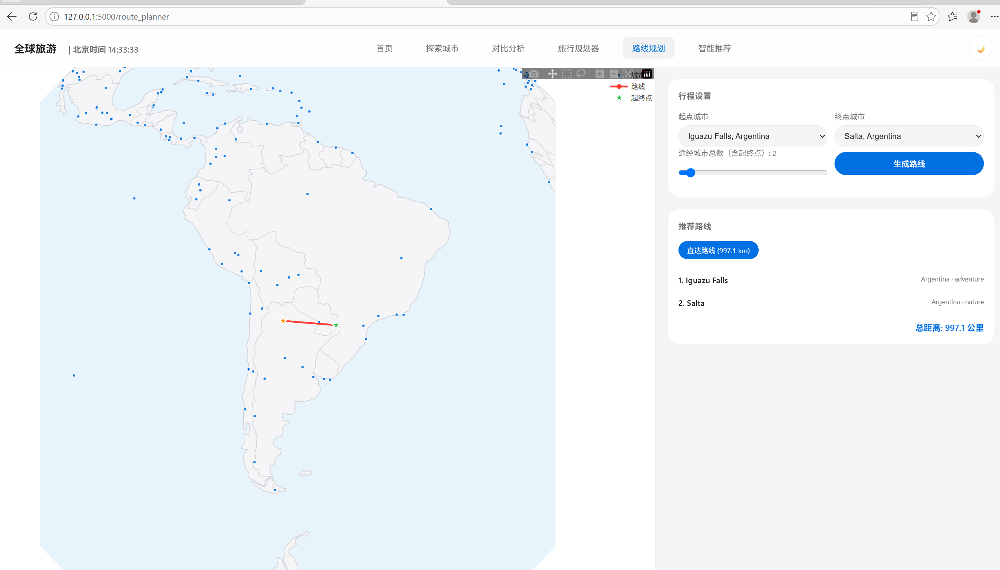 127.0.0.1:5000/route_planner
全球旅游 | 北京时间 14:33:33
首页 探索城市 对比分析 旅行规划器 路线规划 智能推荐
城市
路线
起终点
行程设置
起点城市 终点城市
Iguazu Falls, Argentina Salta, Argentina
途经城市总数（含起终点）: 2
生成路线
推荐路线
直达路线 (997.1 km)
1. Iguazu Falls Argentina · adventure
2. Salta Argentina · nature
总距离: 997.1 公里